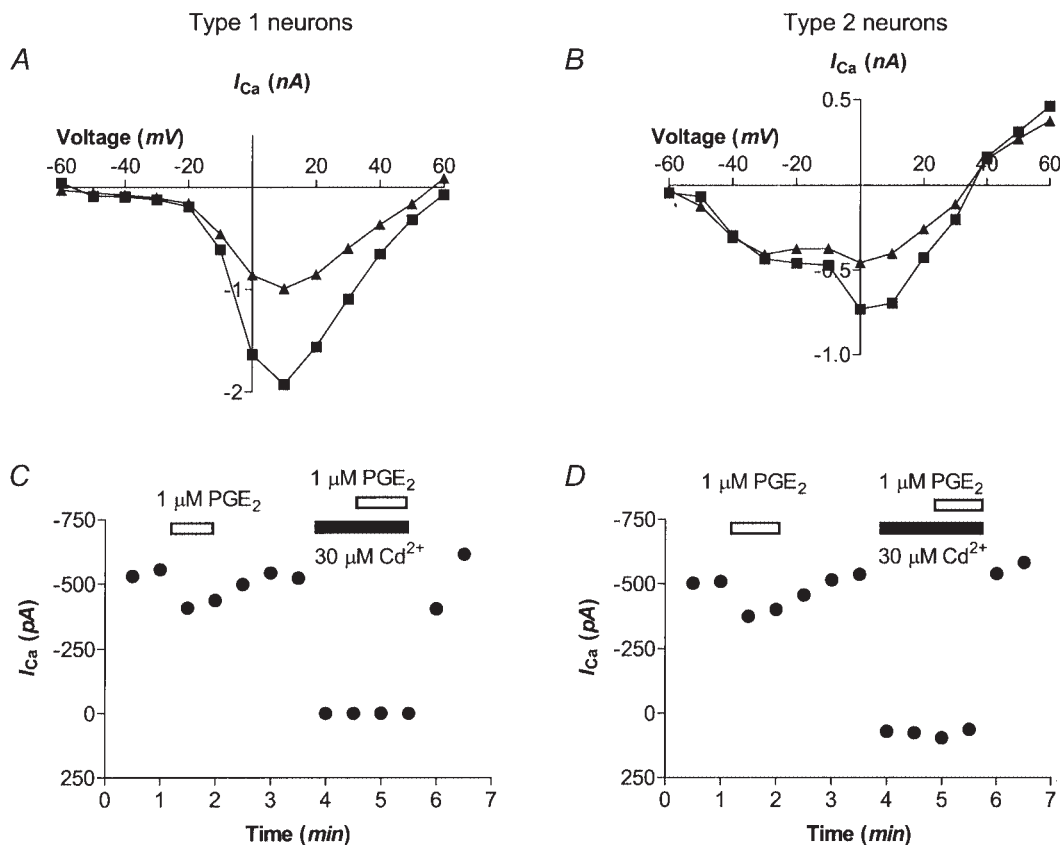 Type 1 neurons
Type 2 neurons
A
I_Ca (nA)
Voltage (mV)
-60 -40 -20 20 40 60
-1
-2
B
I_Ca (nA)
0.5
Voltage (mV)
-60 -40 -20 20 40 60
-0.5
-1.0
C
1 μM PGE₂
1 μM PGE₂
30 μM Cd²⁺
-750
-500
-250
0
250
I_Ca (pA)
0 1 2 3 4 5 6 7
Time (min)
D
1 μM PGE₂
1 μM PGE₂
30 μM Cd²⁺
-750
-500
-250
0
250
I_Ca (pA)
0 1 2 3 4 5 6 7
Time (min)